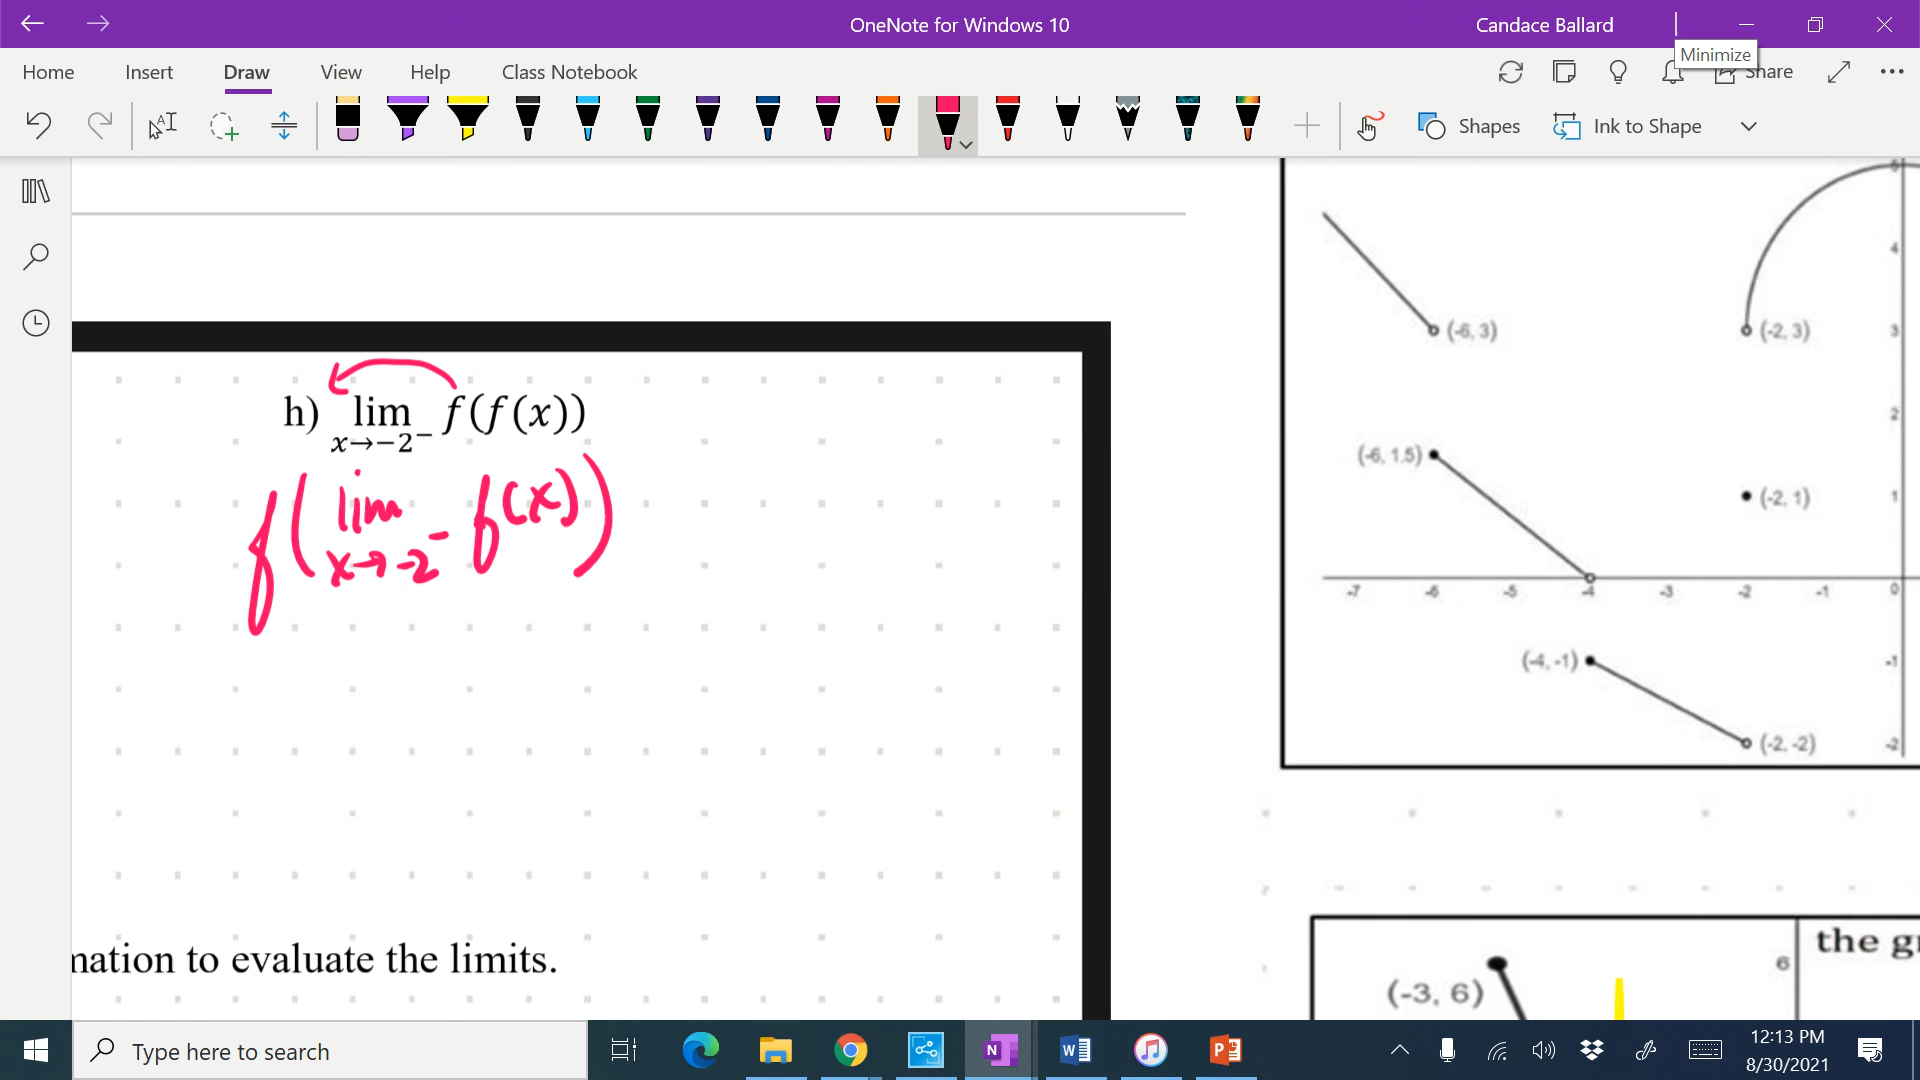 OneNote for Windows 10
Candace Ballard
Minimize
Home Insert Draw View Help Class Notebook
Share
Shapes
Ink to Shape
h) lim f(f(x))
x→−2⁻
f(lim f(x))
x→-2⁻
mation to evaluate the limits.
5
4
(-6, 3)
(-2, 3)
3
2
(-6, 1.5)
(-2, 1)
1
-7 -6 -5 -4 -3 -2 -1 0
(-4, -1)
-1
(-2, -2)
-2
the gr
6
(-3, 6)
Type here to search
12:13 PM
8/30/2021